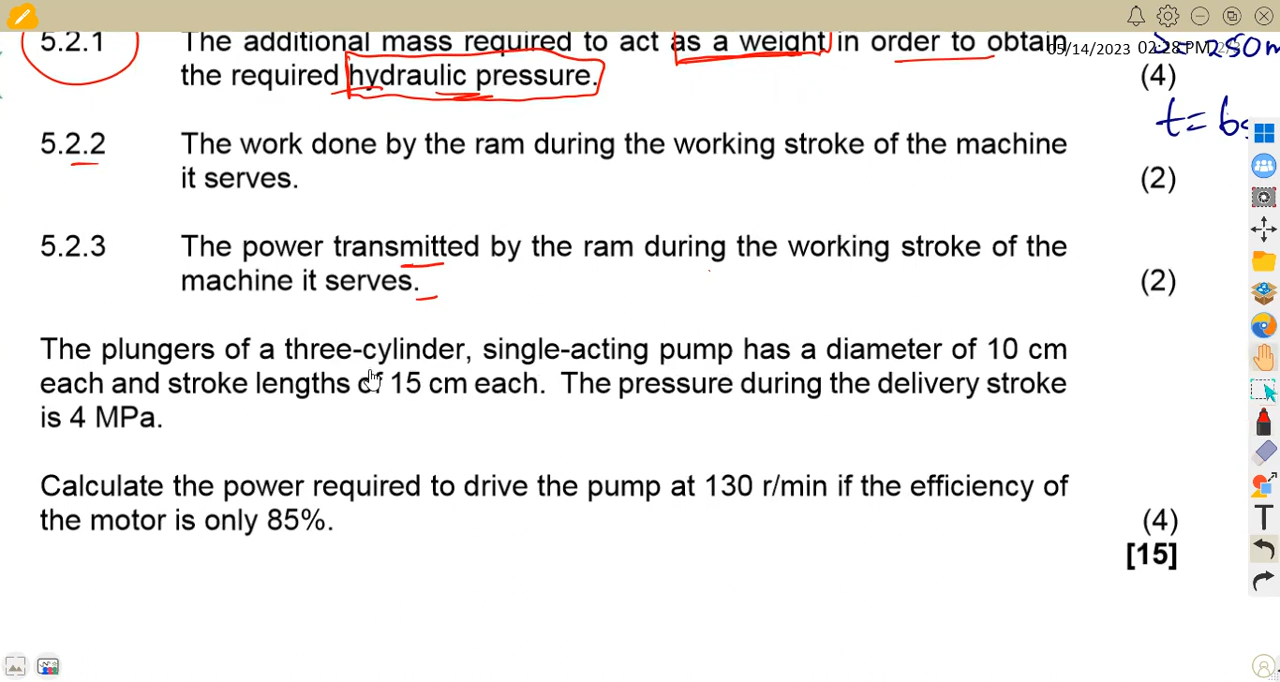 5.2.1 The additional mass required to act as a weight in order to obtain
05/14/2023 02:28 PM 2/2
250m
the required hydraulic pressure. (4)
t= 6s
5.2.2 The work done by the ram during the working stroke of the machine
it serves. (2)
5.2.3 The power transmitted by the ram during the working stroke of the
machine it serves. (2)
The plungers of a three-cylinder, single-acting pump has a diameter of 10 cm
each and stroke lengths of 15 cm each. The pressure during the delivery stroke
is 4 MPa.
Calculate the power required to drive the pump at 130 r/min if the efficiency of
the motor is only 85%. (4)
[15]
T